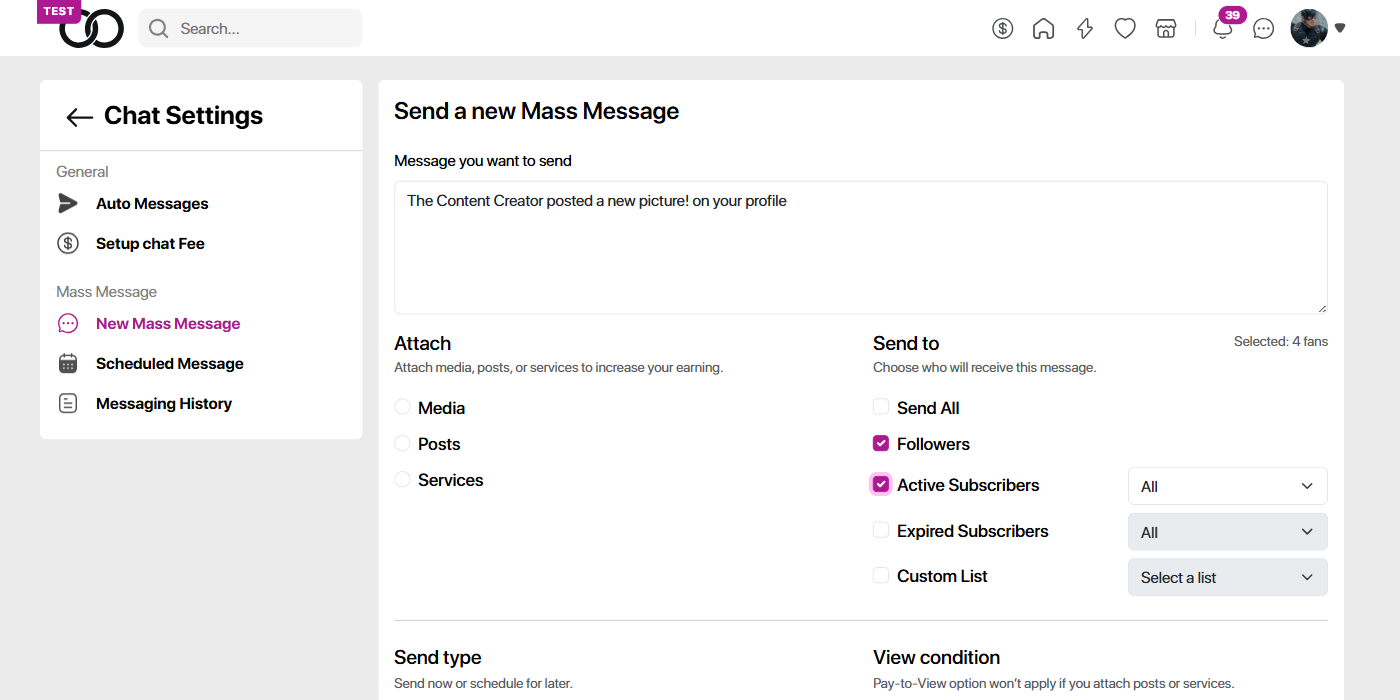 TEST
Search...
39
Chat Settings
General
Auto Messages
Setup chat Fee
Mass Message
New Mass Message
Scheduled Message
Messaging History
Send a new Mass Message
Message you want to send
The Content Creator posted a new picture! on your profile
Attach
Attach media, posts, or services to increase your earning.
Media
Posts
Services
Send to
Selected: 4 fans
Choose who will receive this message.
Send All
Followers
Active Subscribers
All
Expired Subscribers
All
Custom List
Select a list
Send type
Send now or schedule for later.
View condition
Pay-to-View option won’t apply if you attach posts or services.